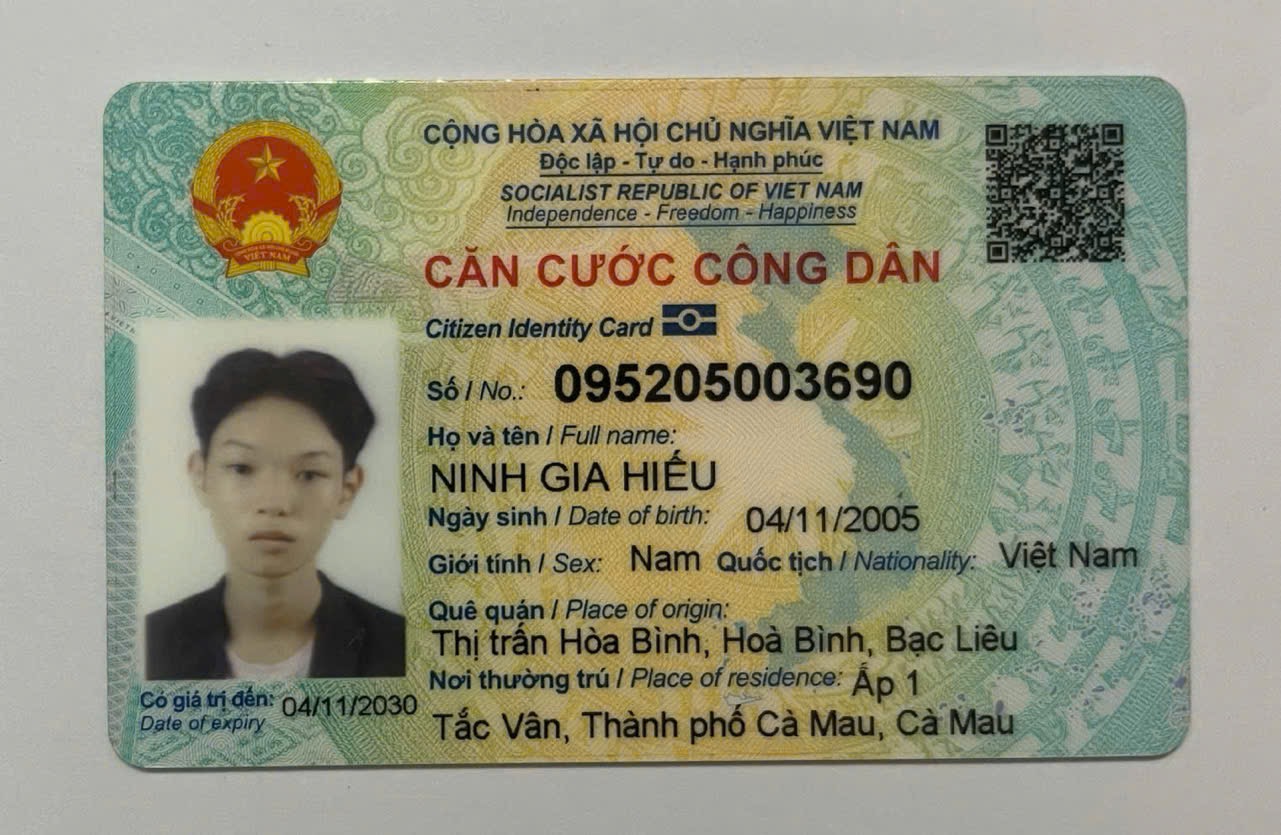 CỘNG HÒA XÃ HỘI CHỦ NGHĨA VIỆT NAM
Độc lập - Tự do - Hạnh phúc
SOCIALIST REPUBLIC OF VIET NAM
Independence - Freedom - Happiness
CĂN CƯỚC CÔNG DÂN
Citizen Identity Card
Số / No.: 095205003690
Họ và tên / Full name:
NINH GIA HIẾU
Ngày sinh / Date of birth: 04/11/2005
Giới tính / Sex: Nam Quốc tịch / Nationality: Việt Nam
Quê quán / Place of origin:
Thị trấn Hòa Bình, Hoà Bình, Bạc Liêu
Nơi thường trú / Place of residence: Ấp 1
Tắc Vân, Thành phố Cà Mau, Cà Mau
Có giá trị đến: 04/11/2030
Date of expiry
VIỆT NAM